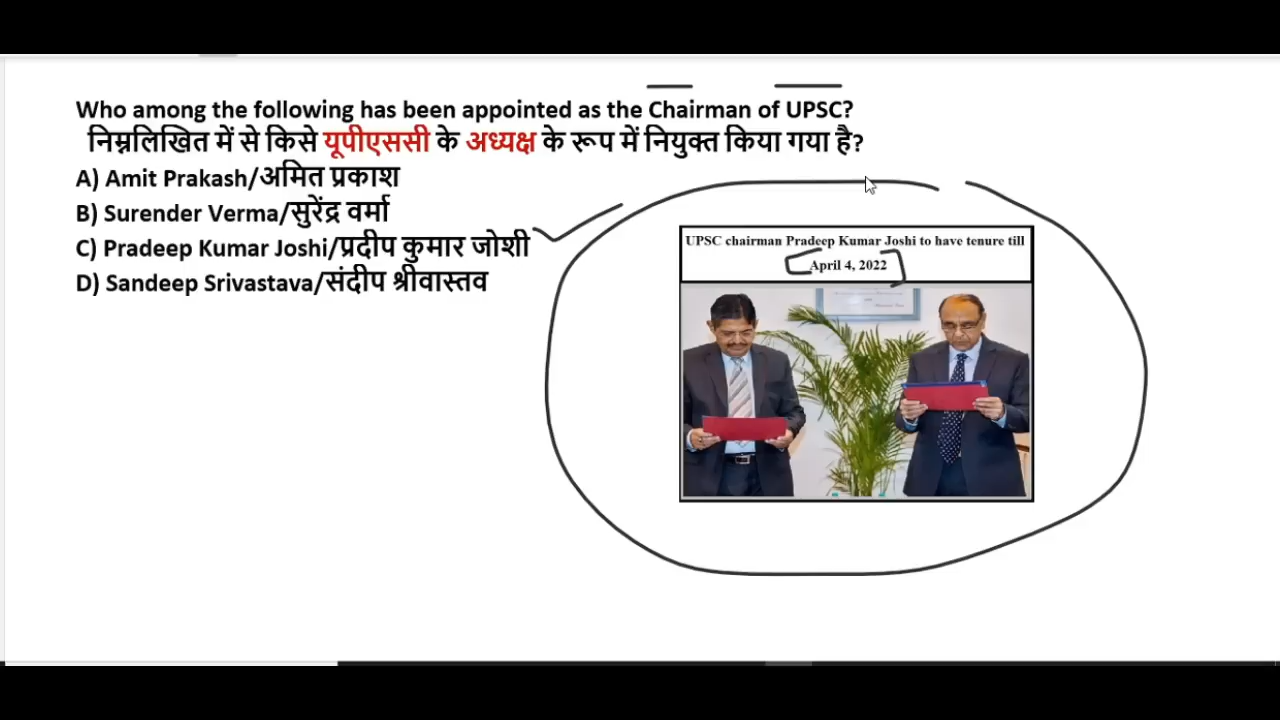 Who among the following has been appointed as the Chairman of UPSC?
निम्नलिखित में से किसे यूपीएससी के अध्यक्ष के रूप में नियुक्त किया गया है?
A) Amit Prakash/अमित प्रकाश
B) Surender Verma/सुरेंद्र वर्मा
C) Pradeep Kumar Joshi/प्रदीप कुमार जोशी
D) Sandeep Srivastava/संदीप श्रीवास्तव
UPSC chairman Pradeep Kumar Joshi to have tenure till
April 4, 2022